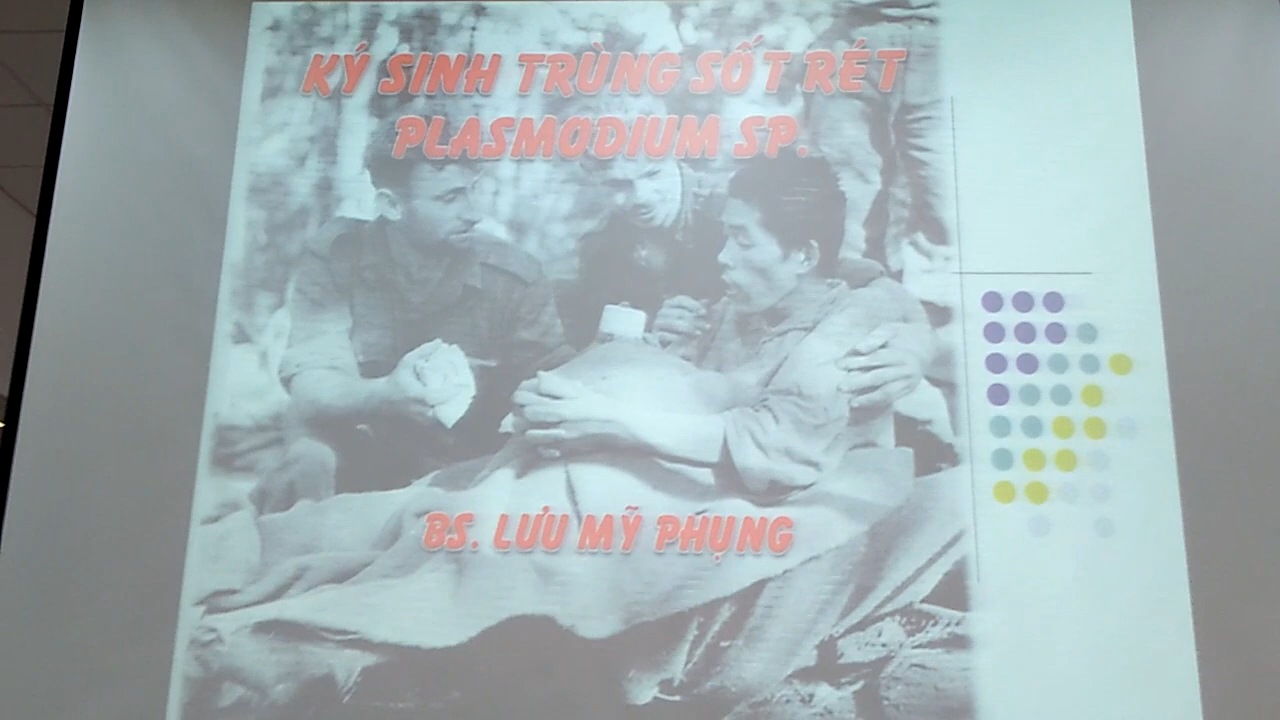 KÝ SINH TRÙNG SỐT RÉT
PLASMODIUM SP.
BS. LƯU MỸ PHỤNG